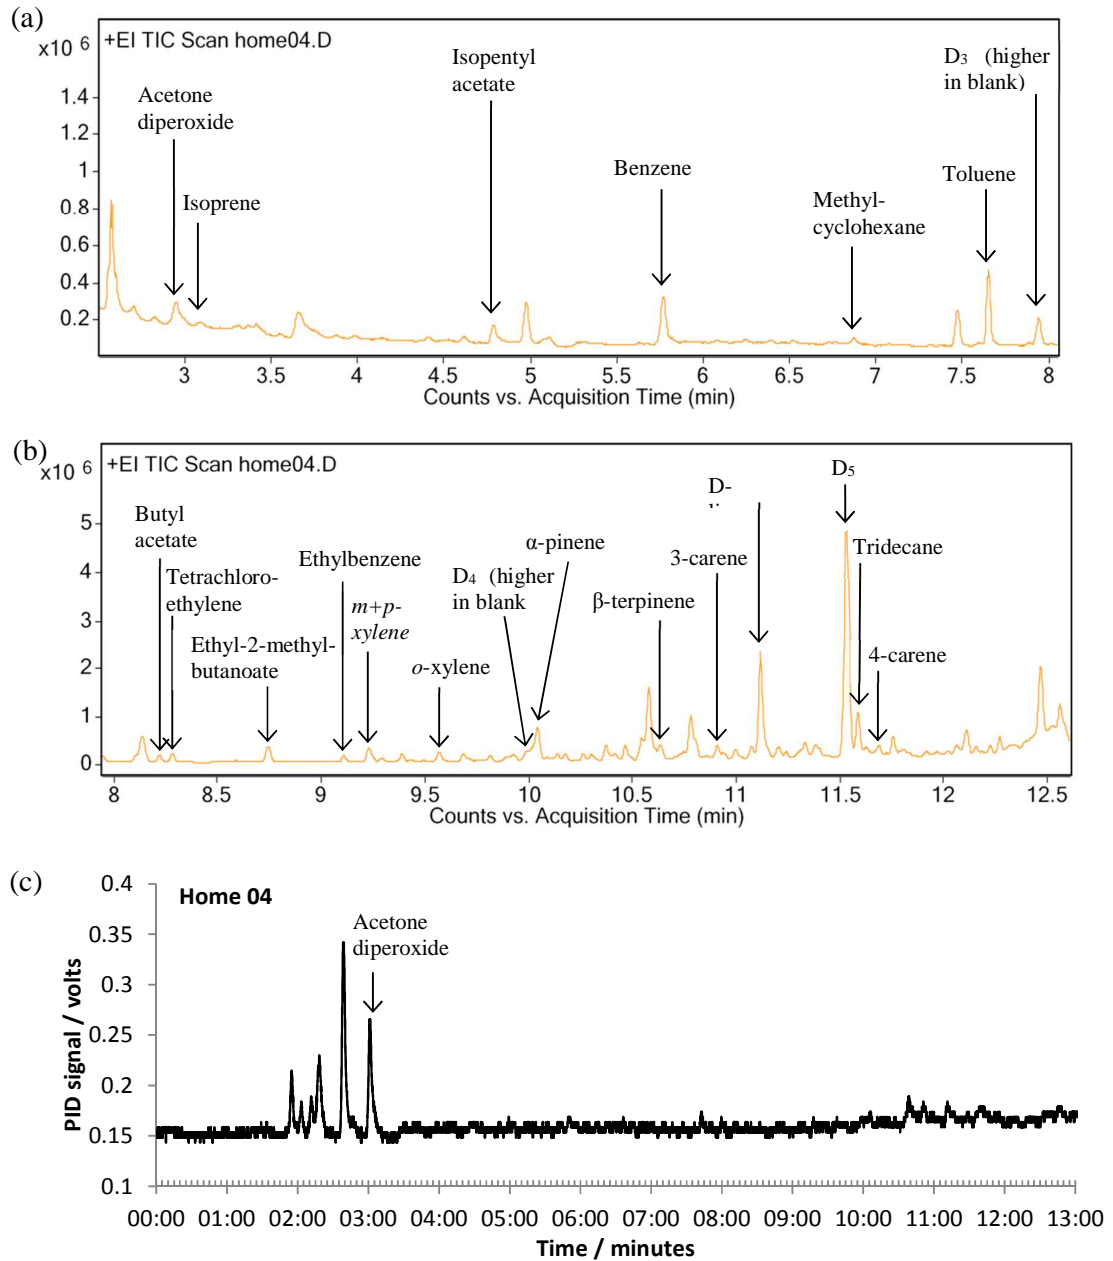 (a)
+EI TIC Scan home04.D
x10 6
1.4
1.2
1
0.8
0.6
0.4
0.2
Acetone
diperoxide
Isoprene
Isopentyl
acetate
Benzene
Methyl-
cyclohexane
Toluene
D3 (higher
in blank)
3 3.5 4 4.5 5 5.5 6 6.5 7 7.5 8
Counts vs. Acquisition Time (min)
(b)
+EI TIC Scan home04.D
x10 6
5
4
3
2
1
0
Butyl
acetate
Tetrachloro-
ethylene
Ethyl-2-methyl-
butanoate
Ethylbenzene
m+p-
xylene
o-xylene
D4 (higher
in blank
α-pinene
β-terpinene
3-carene
D-
D5
Tridecane
4-carene
8 8.5 9 9.5 10 10.5 11 11.5 12 12.5
Counts vs. Acquisition Time (min)
(c)
Home 04
Acetone
diperoxide
PID signal / volts
0.4
0.35
0.3
0.25
0.2
0.15
0.1
00:00 01:00 02:00 03:00 04:00 05:00 06:00 07:00 08:00 09:00 10:00 11:00 12:00 13:00
Time / minutes